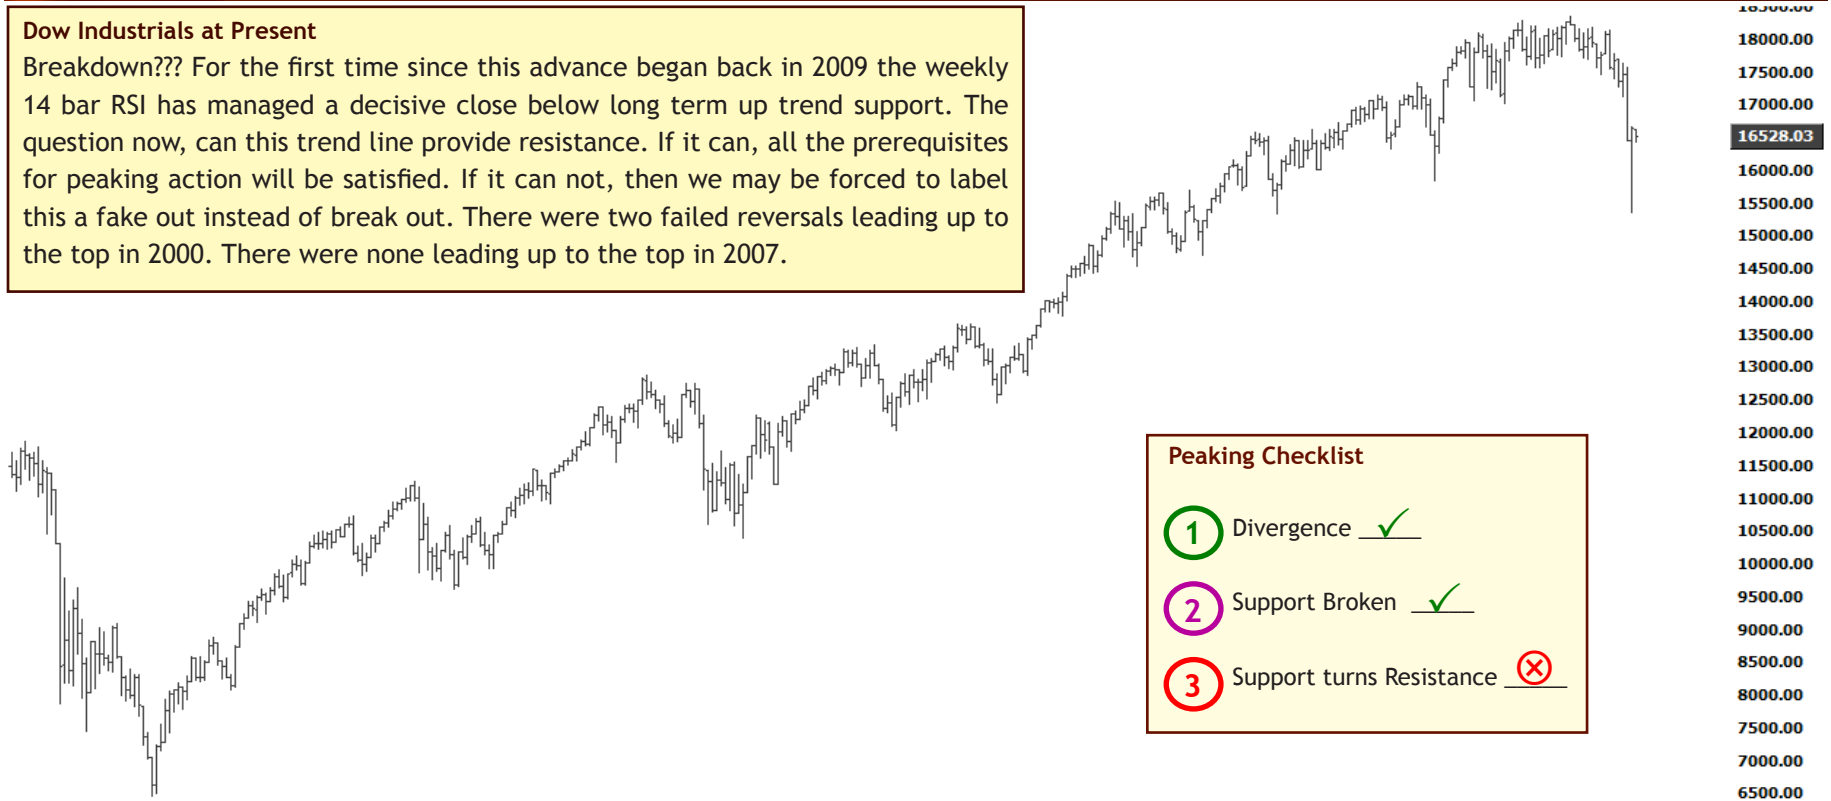 Dow Industrials at Present
Breakdown??? For the first time since this advance began back in 2009 the weekly
14 bar RSI has managed a decisive close below long term up trend support. The
question now, can this trend line provide resistance. If it can, all the prerequisites
for peaking action will be satisfied. If it can not, then we may be forced to label
this a fake out instead of break out. There were two failed reversals leading up to
the top in 2000. There were none leading up to the top in 2007.
18500.00
18000.00
17500.00
17000.00
16528.03
16000.00
15500.00
15000.00
14500.00
14000.00
13500.00
13000.00
12500.00
12000.00
11500.00
11000.00
10500.00
10000.00
9500.00
9000.00
8500.00
8000.00
7500.00
7000.00
6500.00
Peaking Checklist
1 Divergence ✓
2 Support Broken ✓
3 Support turns Resistance ⊗